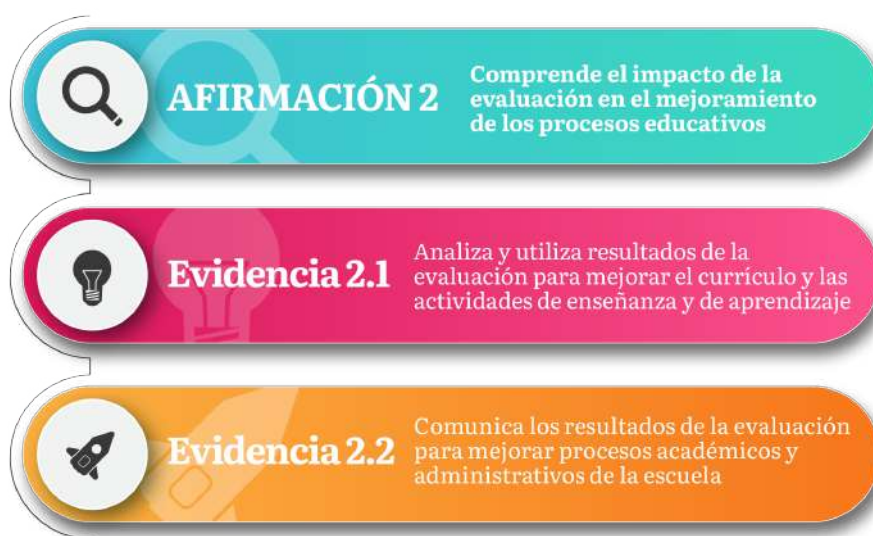 AFIRMACIÓN 2
Comprende el impacto de la
evaluación en el mejoramiento
de los procesos educativos
Evidencia 2.1
Analiza y utiliza resultados de la
evaluación para mejorar el currículo y las
actividades de enseñanza y de aprendizaje
Evidencia 2.2
Comunica los resultados de la evaluación
para mejorar procesos académicos y
administrativos de la escuela